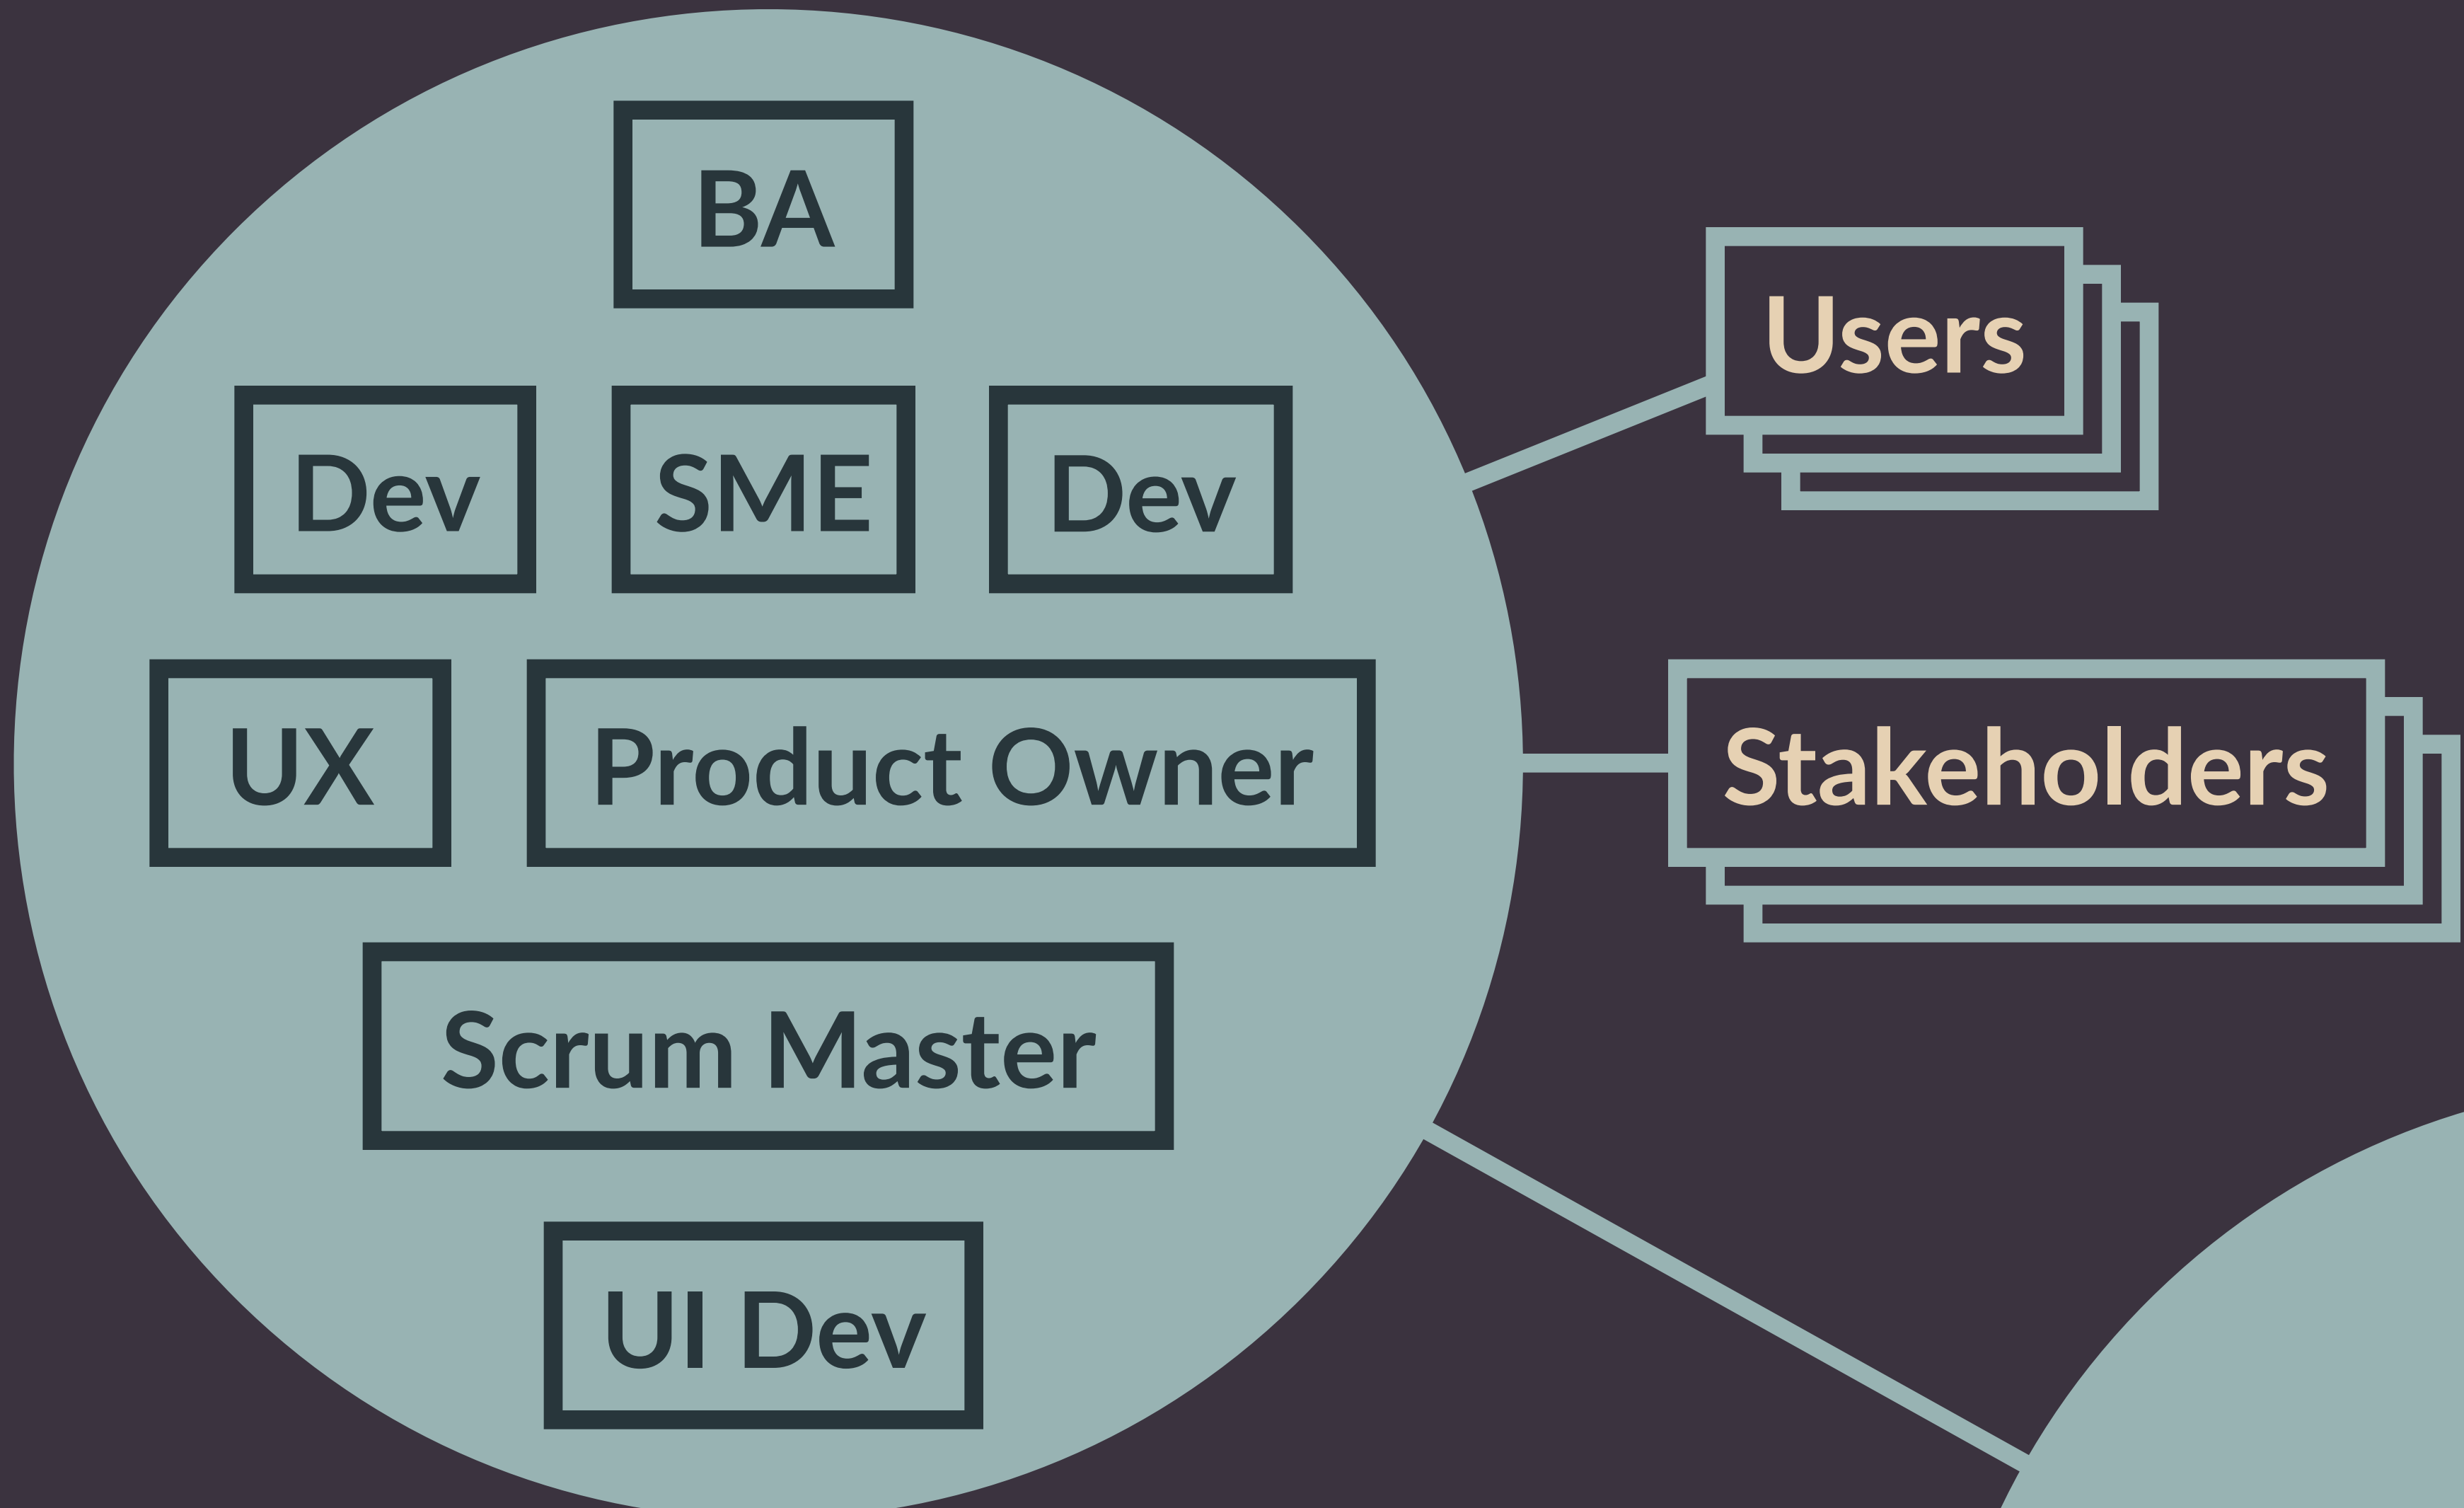 BA
Dev
SME
Dev
UX
Product Owner
Scrum Master
UI Dev
Users
Stakeholders